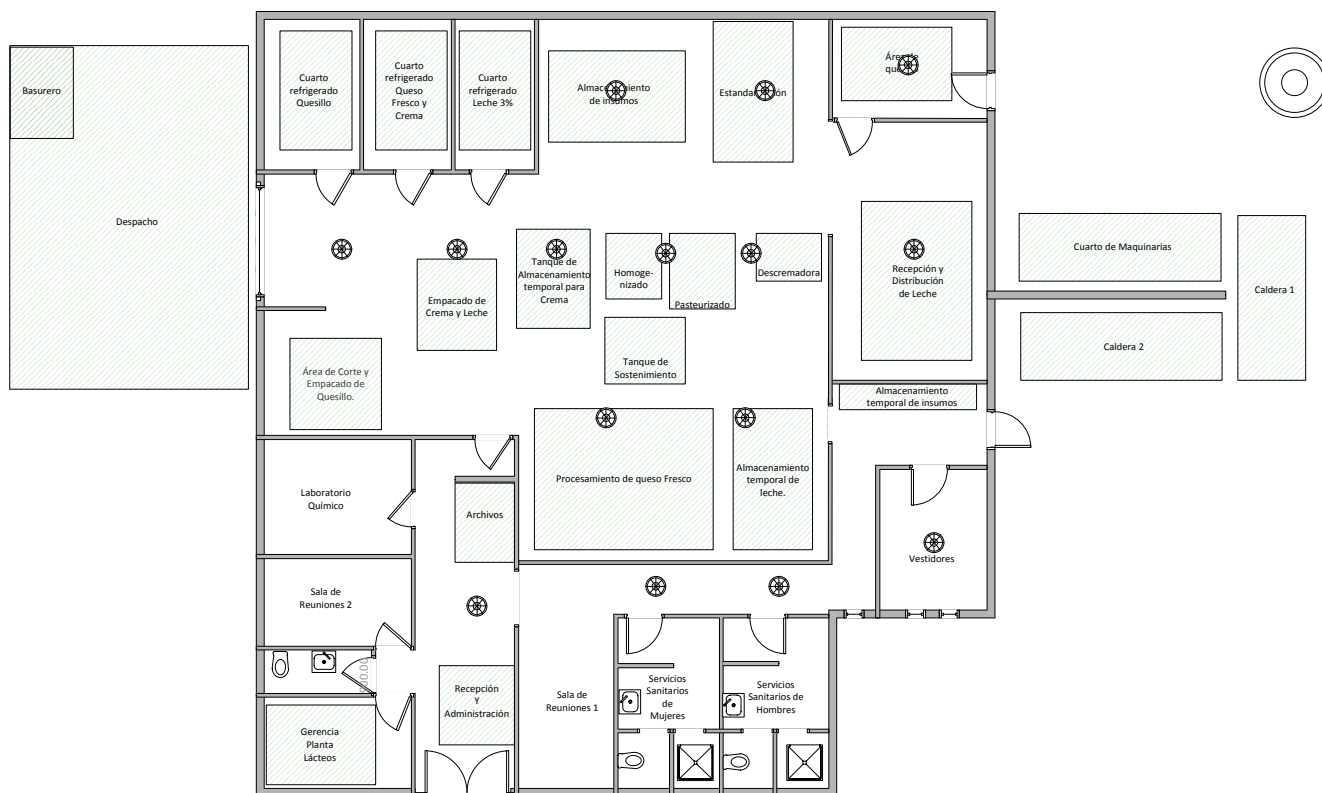 Basurero
Despacho
Cuarto
refrigerado
Quesillo
Cuarto
refrigerado
Queso
Fresco y
Crema
Cuarto
refrigerado
Leche 3%
Almacenamiento
de insumos
Estandarización
Área de
Empacado de
Crema y Leche
Tanque de
Almacenamiento
temporal para
Crema
Homoge-
nizado
Pasteurizado
Descremadora
Recepción y
Distribución
de Leche
Cuarto de Maquinarias
Caldera 1
Caldera 2
Área de Corte y
Empacado de
Quesillo.
Tanque de
Sostenimiento
Almacenamiento
temporal de insumos
Procesamiento de queso Fresco
Almacenamiento
temporal de
leche.
Laboratorio
Químico
Archivos
Vestidores
Sala de
Reuniones 2
Recepción
Y
Administración
Sala de
Reuniones 1
Servicios
Sanitarios
de
Mujeres
Servicios
Sanitarios de
Hombres
Gerencia
Planta
Lácteos